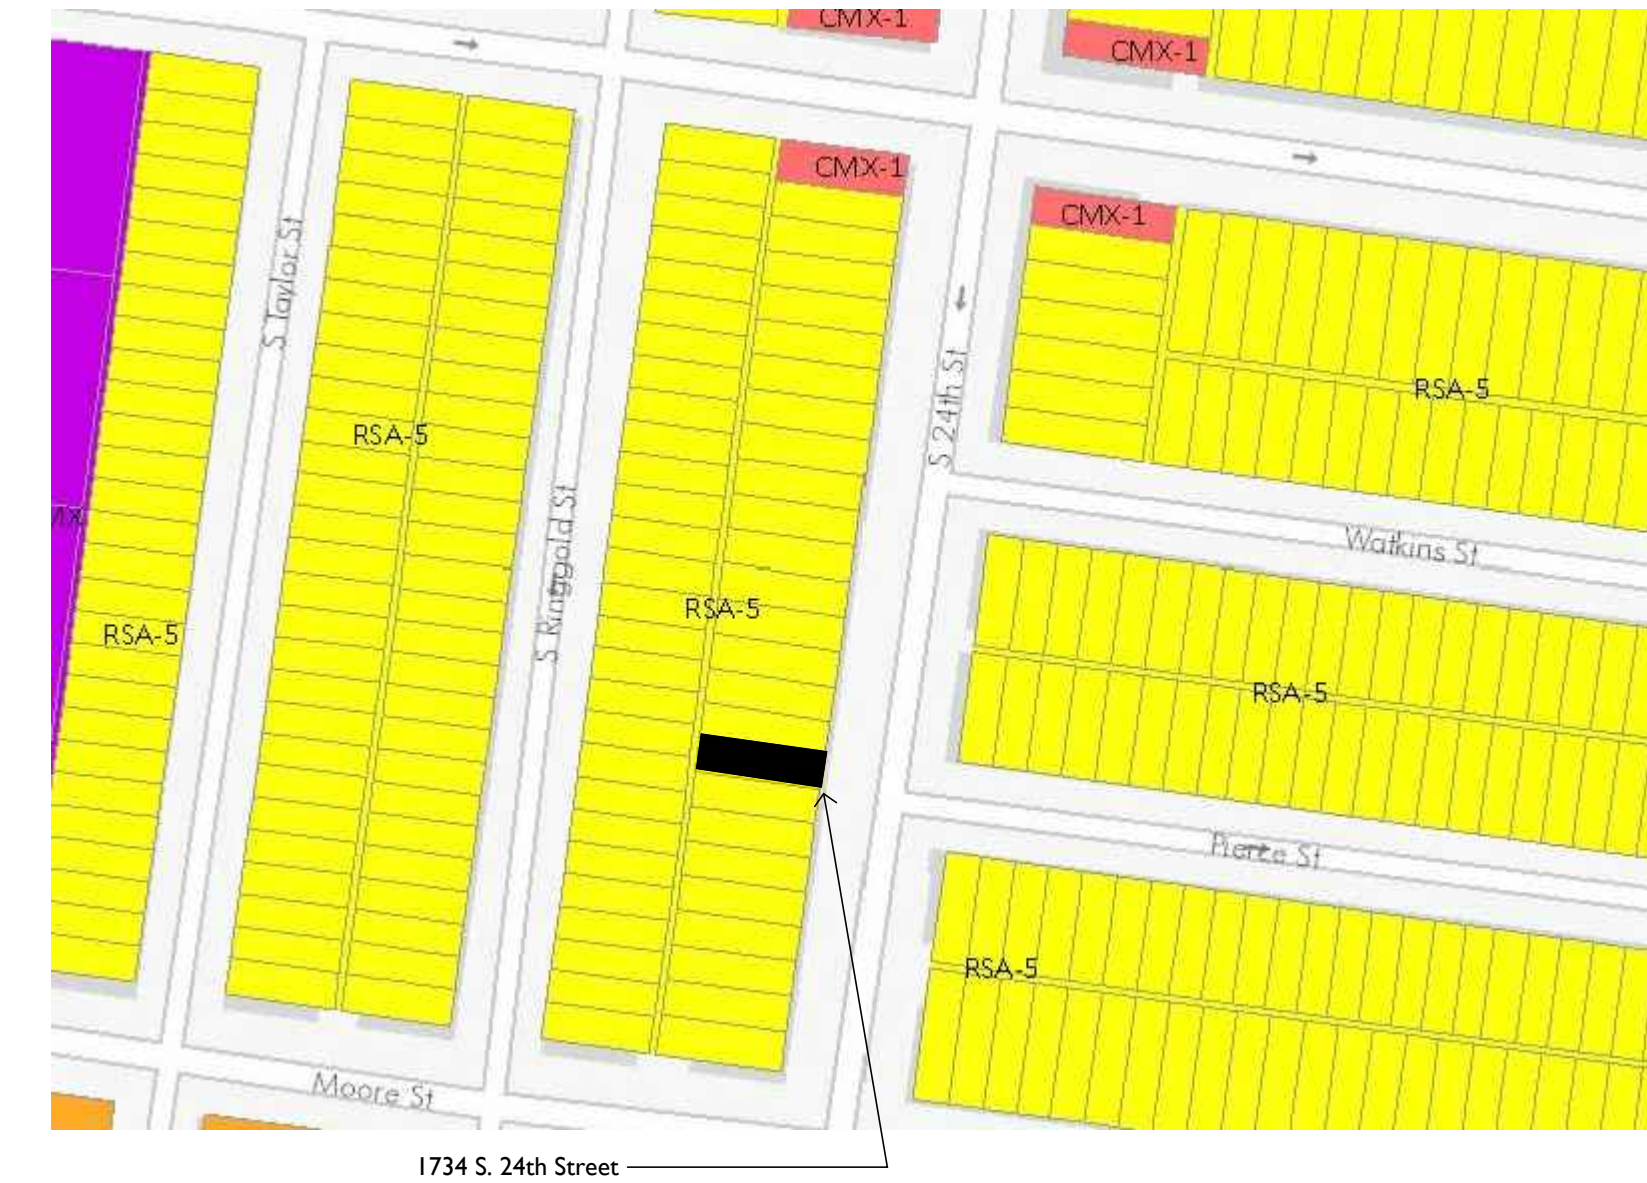 CMX-1
CMX-1
CMX-1
CMX-1
S Taylor St
S 24th St
RSA-5
RSA-5
S Ringgold St
Watkins St
RSA-5
RSA-5
RSA-5
Pierce St
RSA-5
Moore St
1734 S. 24th Street